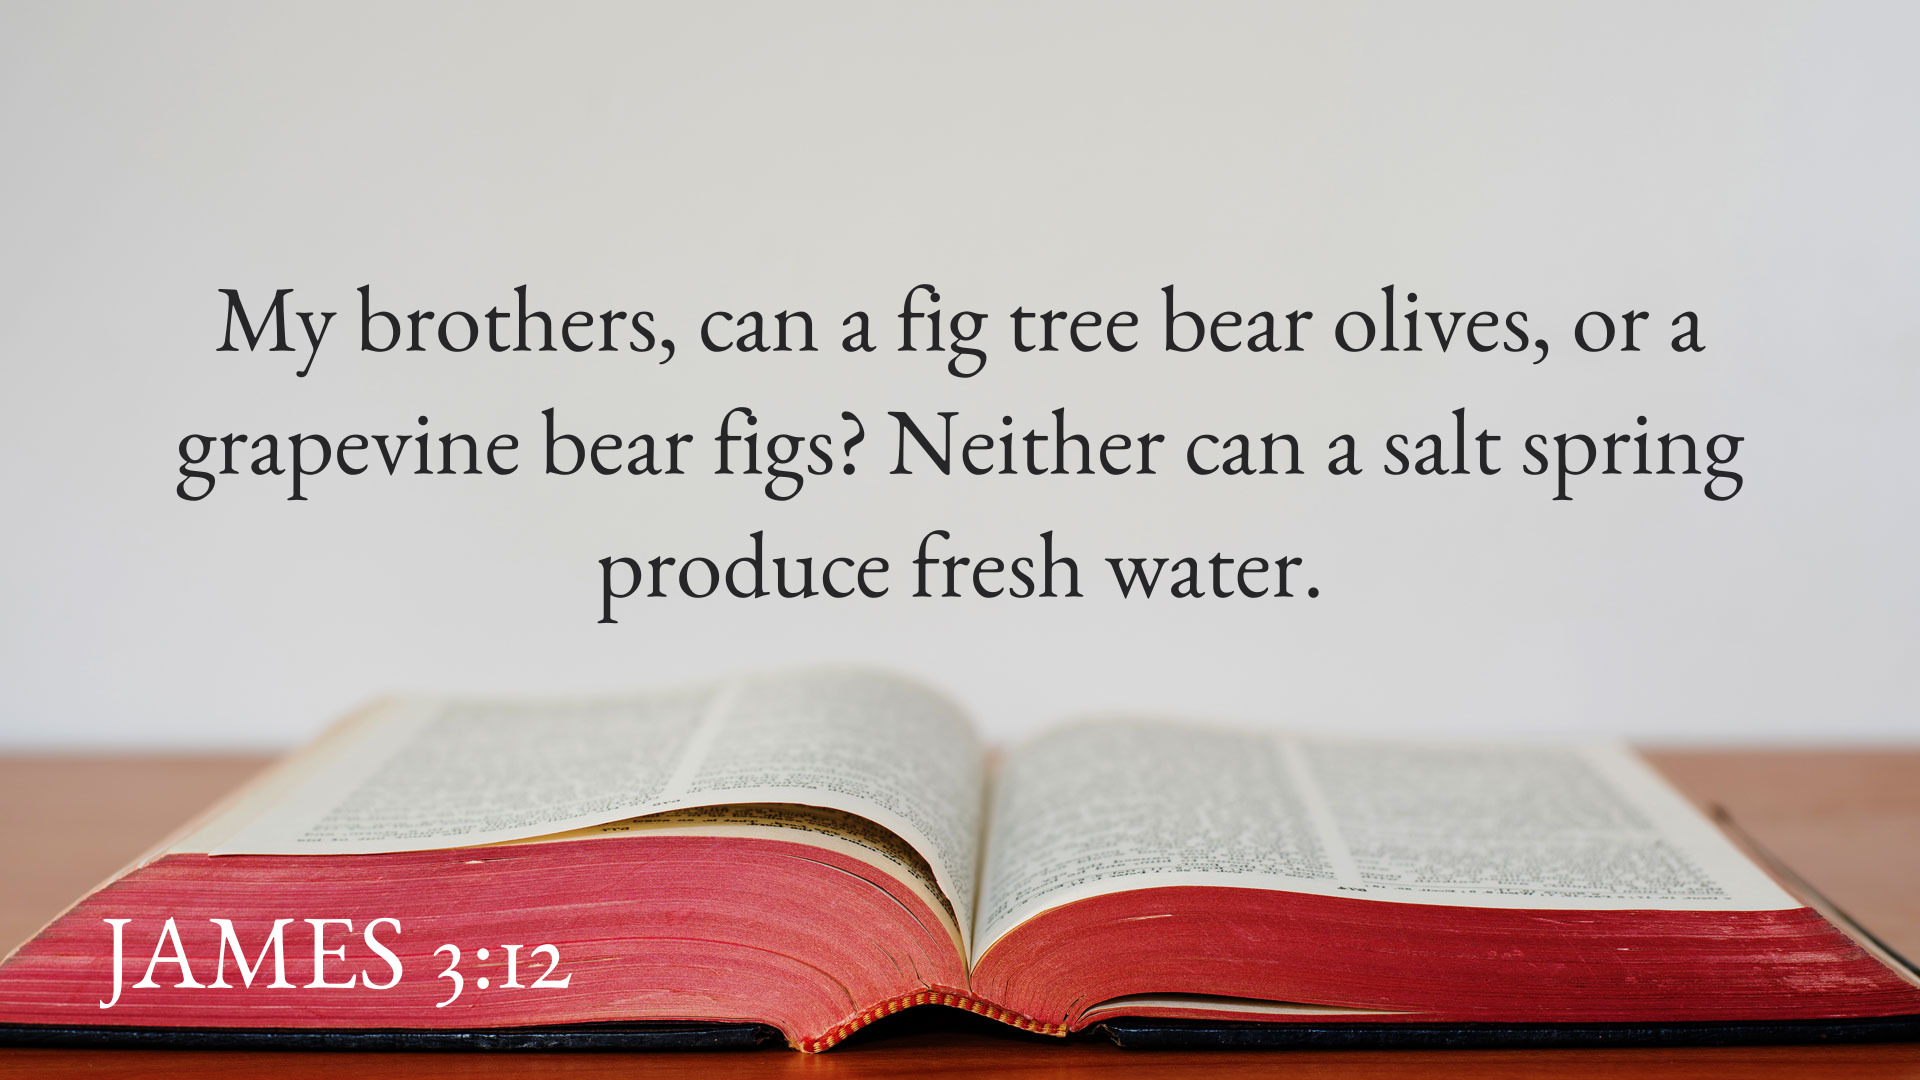 My brothers, can a fig tree bear olives, or a
grapevine bear figs? Neither can a salt spring
produce fresh water.
JAMES 3:12